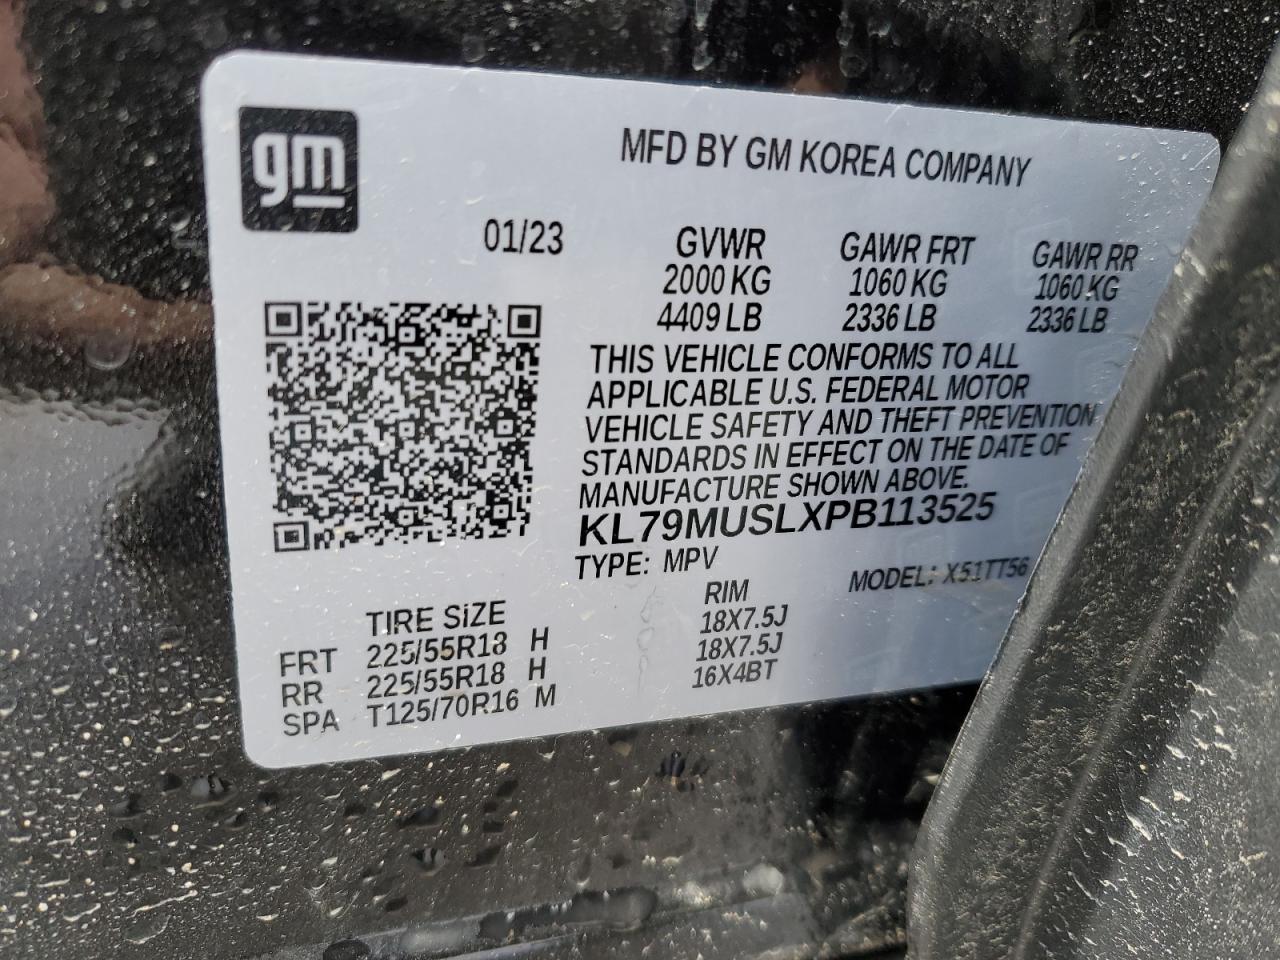 gm
MFD BY GM KOREA COMPANY
01/23 GVWR GAWR FRT GAWR RR
2000 KG 1060 KG 1060 KG
4409 LB 2336 LB 2336 LB
THIS VEHICLE CONFORMS TO ALL
APPLICABLE U.S. FEDERAL MOTOR
VEHICLE SAFETY AND THEFT PREVENTION
STANDARDS IN EFFECT ON THE DATE OF
MANUFACTURE SHOWN ABOVE.
KL79MUSLXPB113525
TYPE: MPV MODEL: X51TT56
TIRE SIZE RIM
FRT 225/55R18 H 18X7.5J
RR 225/55R18 H 18X7.5J
SPA T125/70R16 M 16X4BT